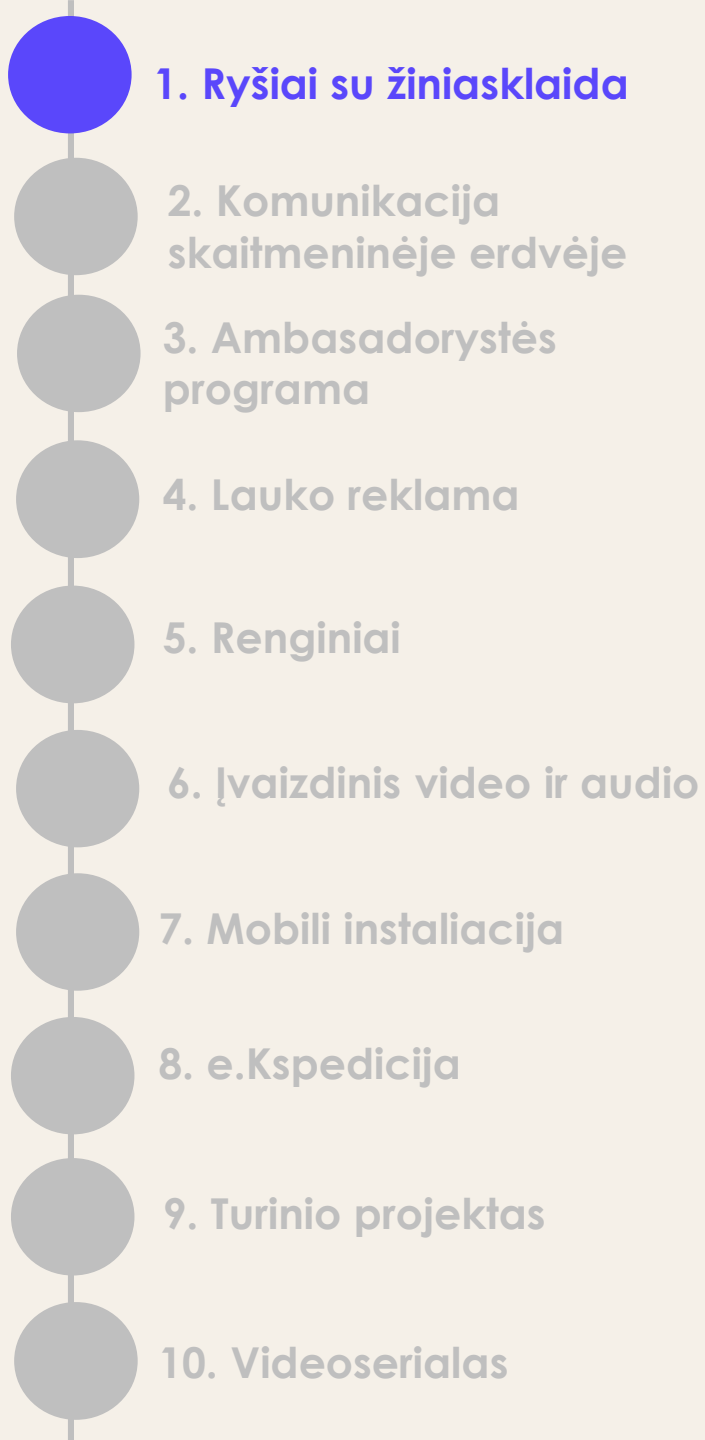 1. Ryšiai su žiniasklaida
2. Komunikacija
skaitmeninėje erdvėje
3. Ambasadorystės
programa
4. Lauko reklama
5. Renginiai
6. Įvaizdinis video ir audio
7. Mobili instaliacija
8. e.Kspedicija
9. Turinio projektas
10. Videoserialas